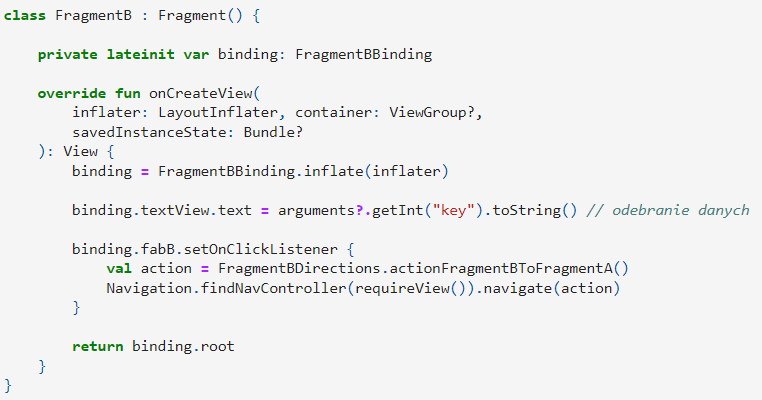 class FragmentB : Fragment() {
private lateinit var binding: FragmentBBinding
override fun onCreateView(
inflater: LayoutInflater, container: ViewGroup?,
savedInstanceState: Bundle?
): View {
binding = FragmentBBinding.inflate(inflater)
binding.textView.text = arguments?.getInt("key").toString() // odebranie danych
binding.fabB.setOnClickListener {
val action = FragmentBDirections.actionFragmentBToFragmentA()
Navigation.findNavController(requireView()).navigate(action)
}
return binding.root
}
}